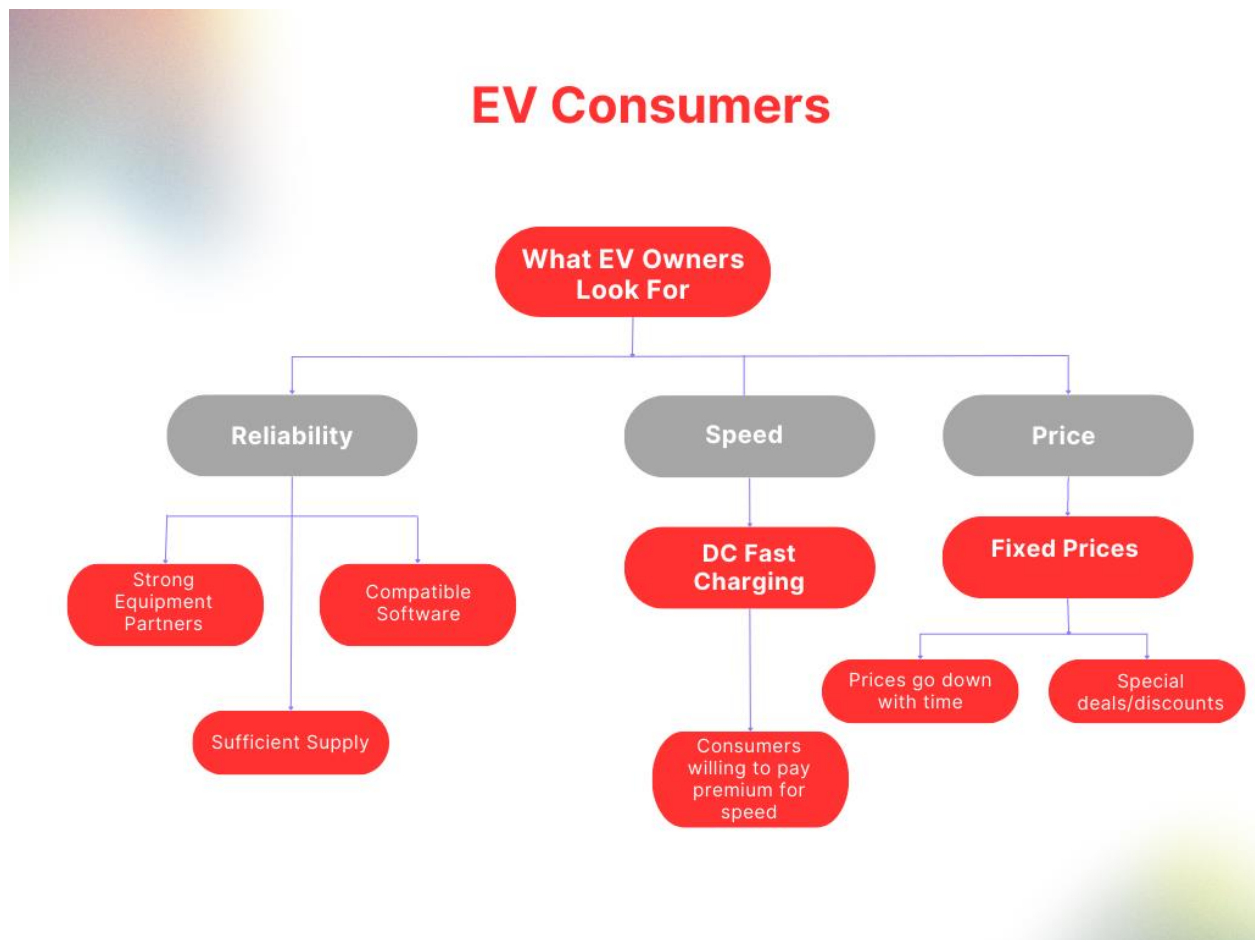 EV Consumers
What EV Owners
Look For
Reliability
Speed
Price
DC Fast
Charging
Fixed Prices
Strong
Equipment
Partners
Compatible
Software
Prices go down
with time
Special
deals/discounts
Sufficient Supply
Consumers
willing to pay
premium for
speed